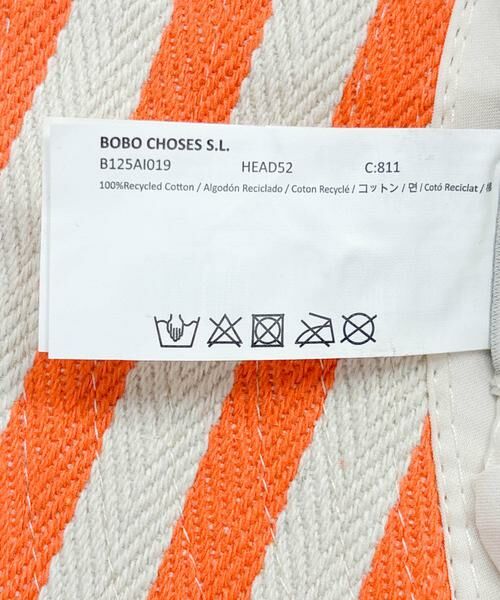 BOBO CHOSES S.L.
B125AI019 HEAD52 C:811
100%Recycled Cotton / Algodón Reciclado / Coton Recyclé / コットン / 면 / Cotó Reciclat /